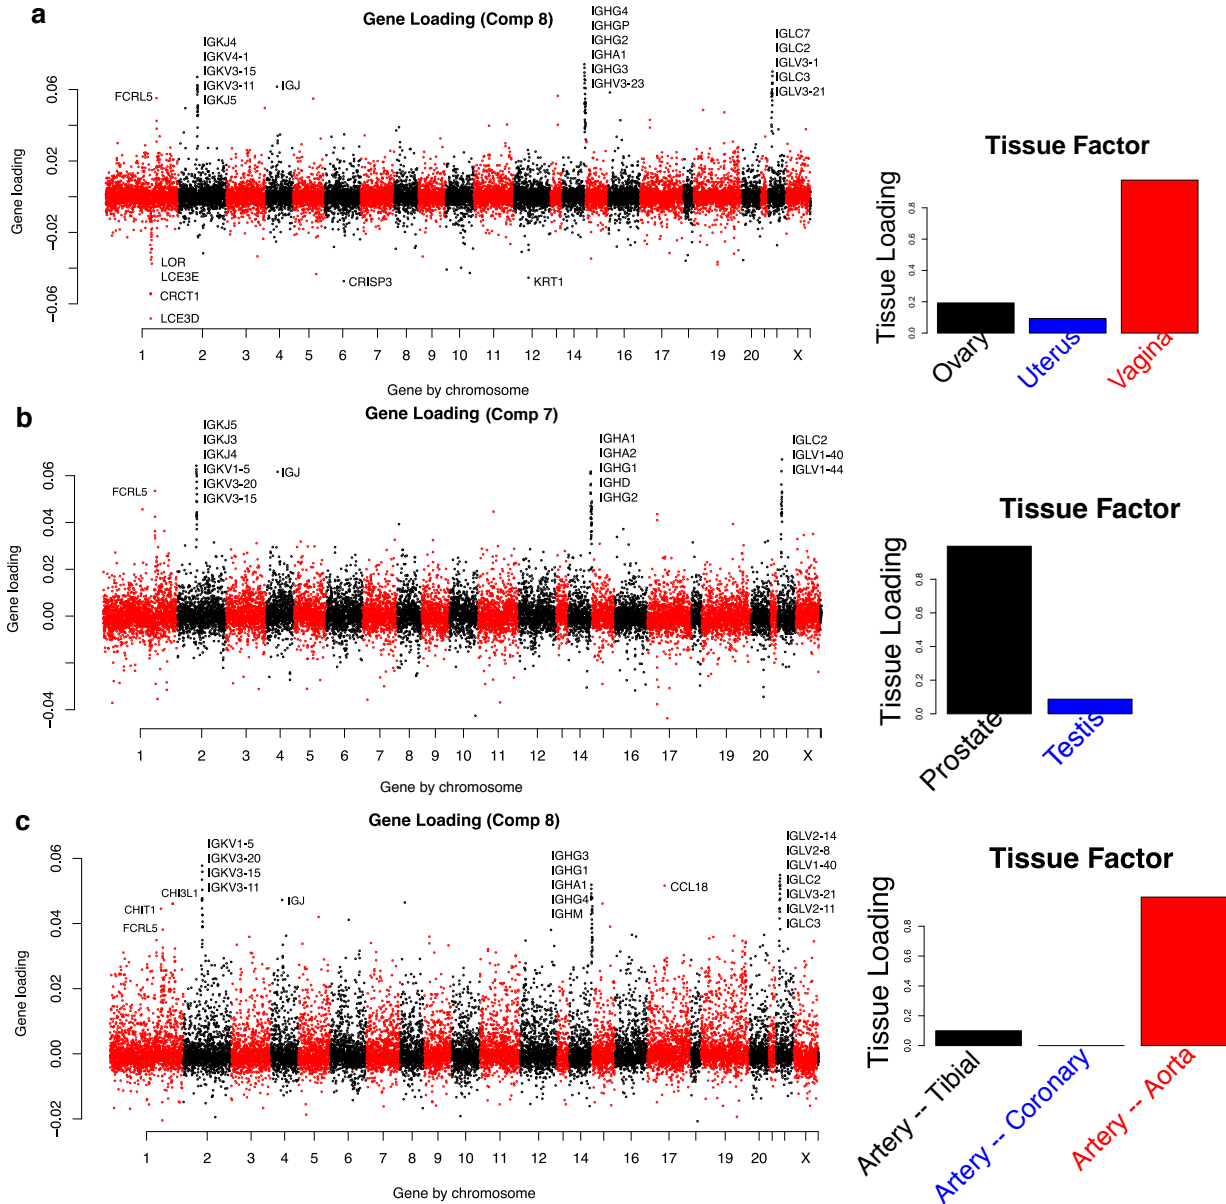 a
Gene Loading (Comp 8)
IGKJ4
IGKV4-1
IGKV3-15
IGKV3-11
IGKJ5
FCRL5
IGJ
IGHG4
IGHGP
IGHG2
IGHA1
IGHG3
IGHV3-23
IGLC7
IGLC2
IGLV3-1
IGLC3
IGLV3-21
LOR
LCE3E
CRCT1
LCE3D
CRISP3
KRT1
Gene loading
0.06
0.02
−0.02
−0.06
1 2 3 4 5 6 7 8 9 10 11 12 14 16 17 19 20 X
Gene by chromosome
Tissue Factor
Tissue Loading
0.8
0.6
0.4
0.2
0.0
Ovary
Uterus
Vagina
b
Gene Loading (Comp 7)
IGKJ5
IGKJ3
IGKJ4
IGKV1-5
IGKV3-20
IGKV3-15
FCRL5
IGJ
IGHA1
IGHA2
IGHG1
IGHD
IGHG2
IGLC2
IGLV1-40
IGLV1-44
Gene loading
0.06
0.04
0.02
0.00
−0.04
1 2 3 4 5 6 7 8 9 10 11 12 14 16 17 19 20 X
Gene by chromosome
Tissue Factor
Tissue Loading
0.8
0.6
0.4
0.2
0.0
Prostate
Testis
c
Gene Loading (Comp 8)
IGKV1-5
IGKV3-20
IGKV3-15
IGKV3-11
CHI3L1
CHIT1
FCRL5
IGJ
IGHG3
IGHG1
IGHA1
IGHG4
IGHM
CCL18
IGLV2-14
IGLV2-8
IGLV1-40
IGLC2
IGLV3-21
IGLV2-11
IGLC3
Gene loading
0.06
0.04
0.02
0.00
−0.02
1 2 3 4 5 6 7 8 9 10 11 12 14 16 17 19 20 X
Gene by chromosome
Tissue Factor
Tissue Loading
0.8
0.6
0.4
0.2
0.0
Artery -- Tibial
Artery -- Coronary
Artery -- Aorta